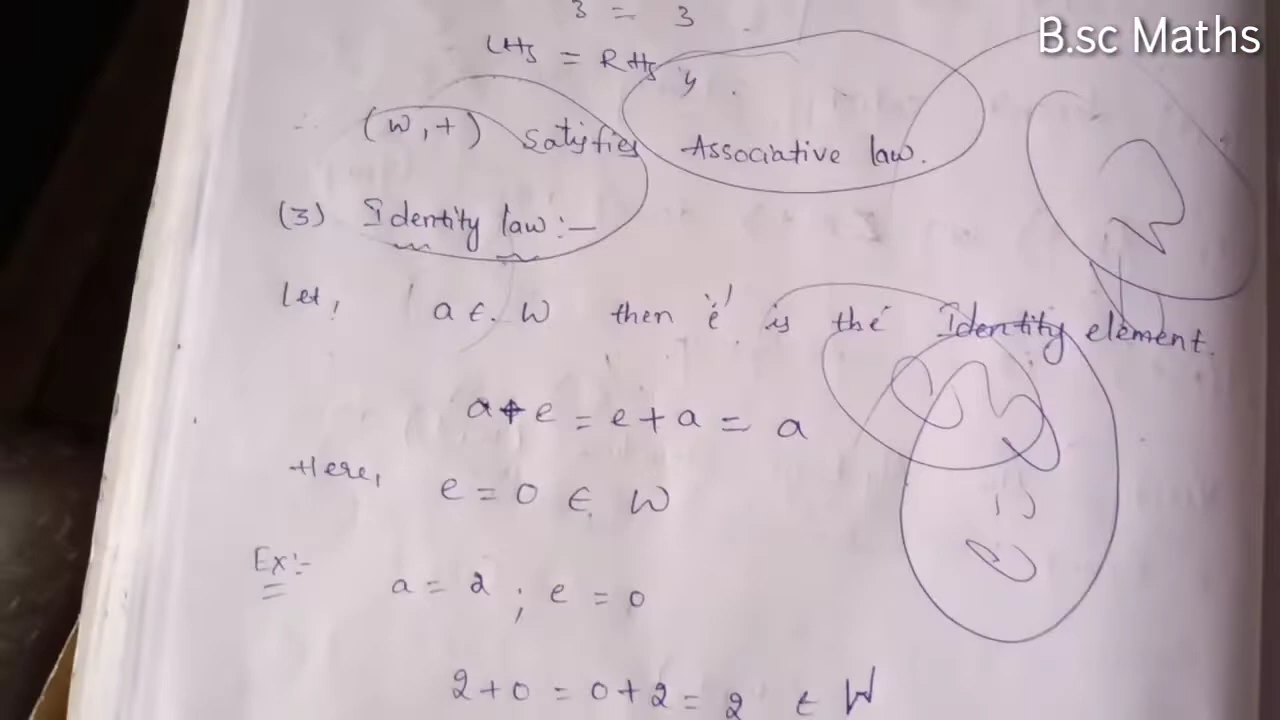 B.sc Maths
3 = 3
LHS = RHS
(W,+) satisfies Associative law.
(3) Identity law:-
Let, a ∈ W then 'e' is the Identity element.
a+e = e+a = a
Here, e = 0 ∈ W
Ex:- a = 2 ; e = 0
2+0 = 0+2 = 2 ∈ W